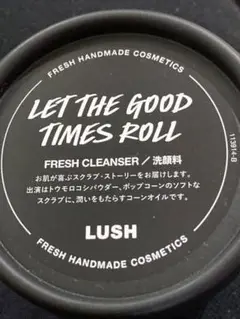 FRESH HANDMADE COSMETICS
LET THE GOOD
TIMES ROLL
FRESH CLEANSER／洗顔料
お肌が喜ぶスクラブ・ストーリーをお届けします。
出演はトウモロコシパウダー、ポップコーンのソフトな
スクラブに、潤いをもたらすコーンオイルです。
LUSH
FRESH HANDMADE COSMETICS